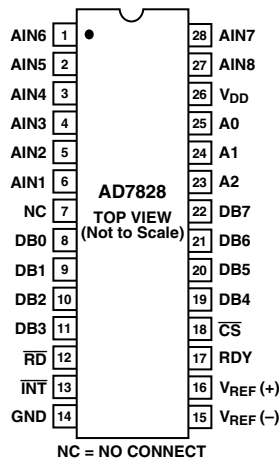 AIN6 1 28 AIN7
AIN5 2 27 AIN8
AIN4 3 26 VDD
AIN3 4 25 A0
AIN2 5 24 A1
AIN1 6 23 A2
AD7828
NC 7 22 DB7
TOP VIEW
(Not to Scale)
DB0 8 21 DB6
DB1 9 20 DB5
DB2 10 19 DB4
DB3 11 18 C̅S̅
R̅D̅ 12 17 RDY
I̅N̅T̅ 13 16 VREF (+)
GND 14 15 VREF (–)
NC = NO CONNECT